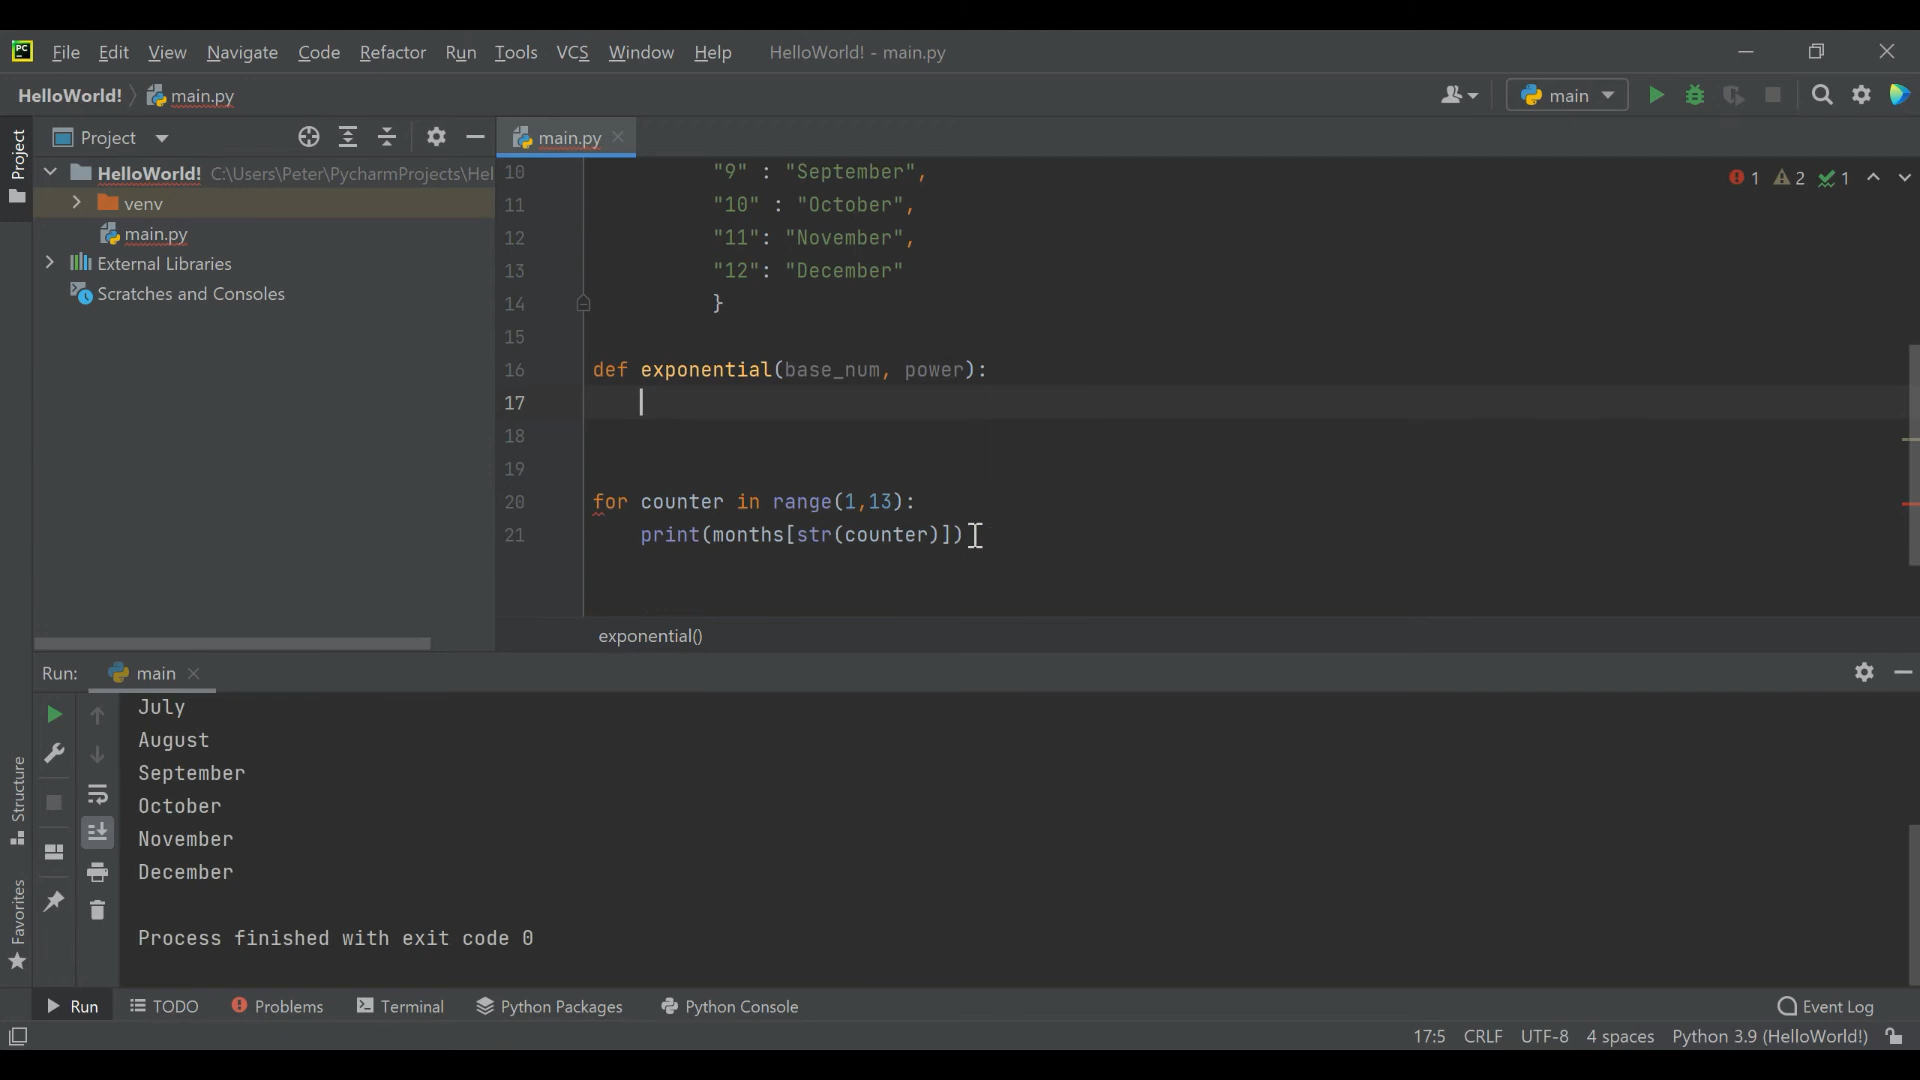 PC File Edit View Navigate Code Refactor Run Tools VCS Window Help HelloWorld! - main.py
HelloWorld! main.py main
Project main.py
Project
HelloWorld! C:\Users\Peter\PycharmProjects\Hel
venv
main.py
External Libraries
Scratches and Consoles
1 2 1
10 "9" : "September",
11 "10" : "October",
12 "11": "November",
13 "12": "December"
14 }
15
16 def exponential(base_num, power):
17
18
19
20 for counter in range(1,13):
21 print(months[str(counter)])
exponential()
Run: main
July
August
September
October
November
December
Process finished with exit code 0
Structure
Favorites
Run TODO Problems Terminal Python Packages Python Console Event Log
17:5 CRLF UTF-8 4 spaces Python 3.9 (HelloWorld!)